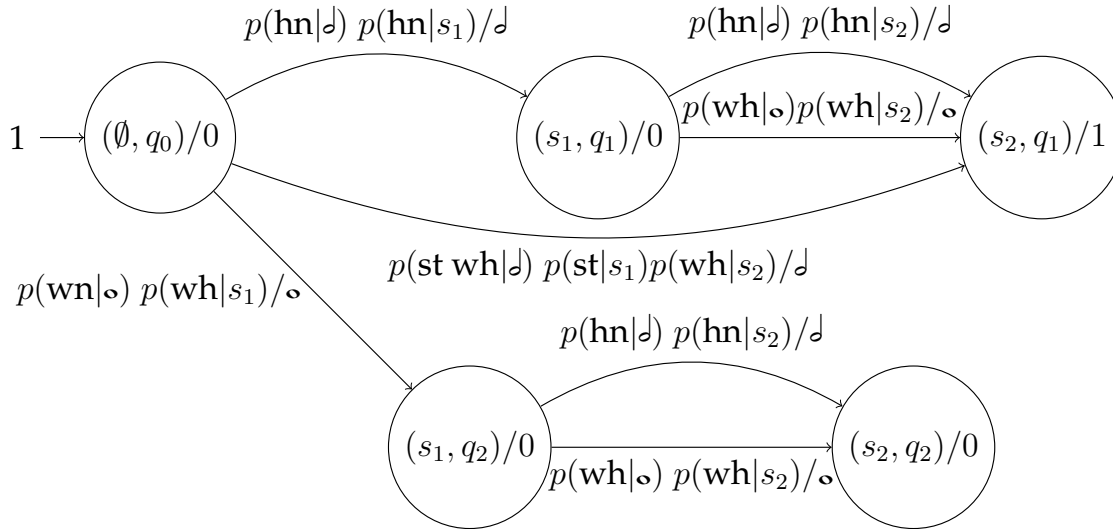 p(hn|𝅗𝅥) p(hn|s₁)/𝅗𝅥
p(hn|𝅗𝅥) p(hn|s₂)/𝅗𝅥
1
(∅, q₀)/0
(s₁, q₁)/0
p(wh|𝅝)p(wh|s₂)/𝅝
(s₂, q₁)/1
p(st wh|𝅗𝅥) p(st|s₁)p(wh|s₂)/𝅗𝅥
p(wn|𝅝) p(wh|s₁)/𝅝
p(hn|𝅗𝅥) p(hn|s₂)/𝅗𝅥
(s₁, q₂)/0
(s₂, q₂)/0
p(wh|𝅝) p(wh|s₂)/𝅝